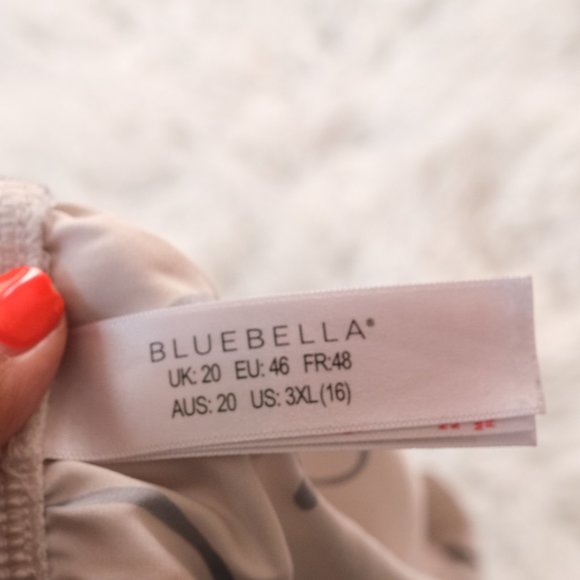 BLUEBELLA®
UK: 20 EU: 46 FR:48
AUS: 20 US: 3XL(16)